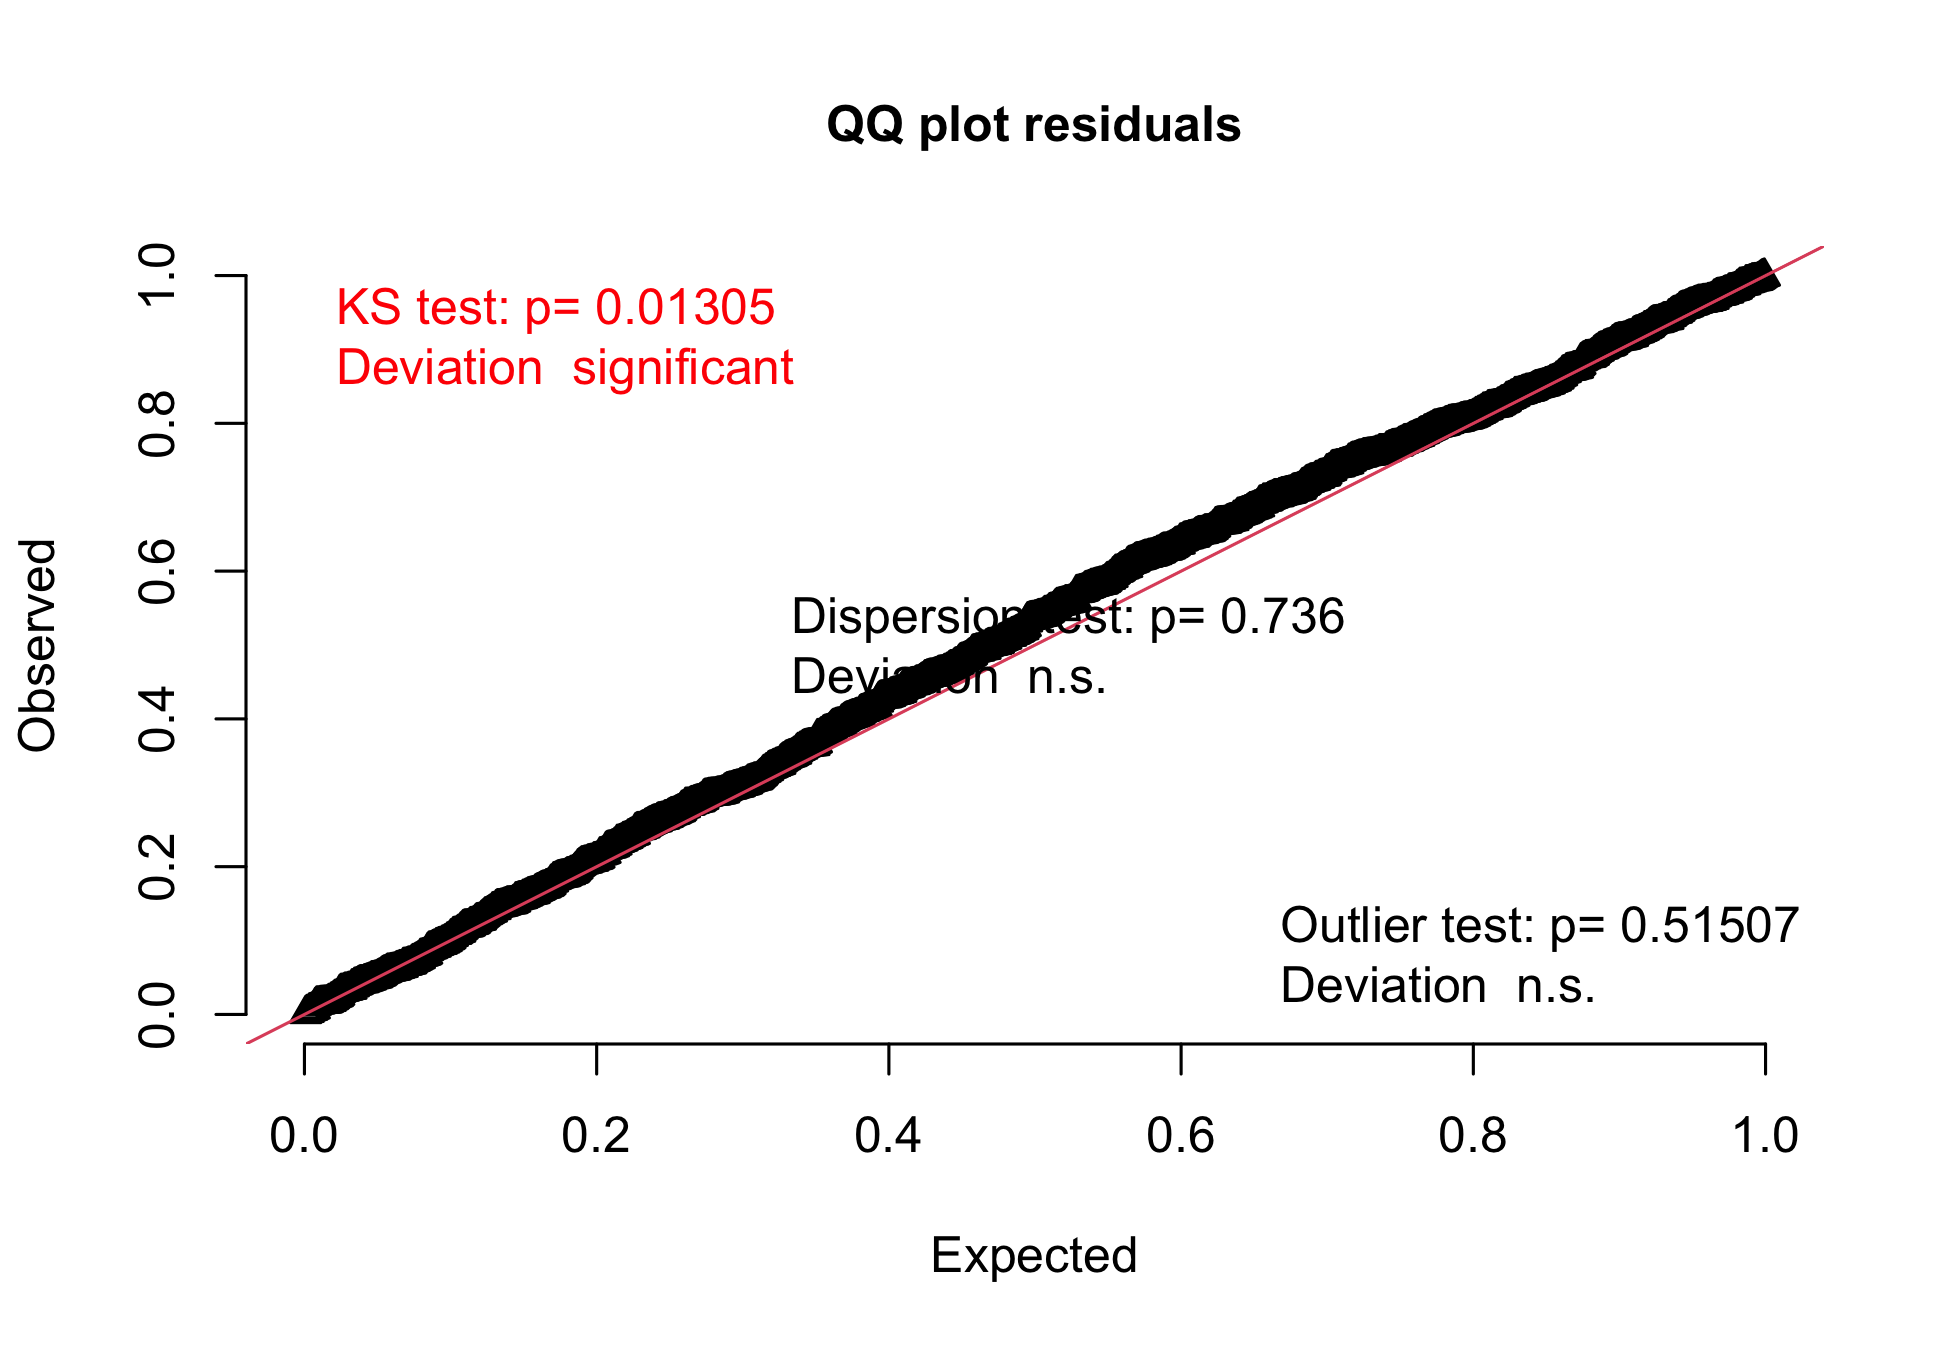 QQ plot residuals
KS test: p= 0.01305
Deviation  significant
Dispersion test: p= 0.736
Deviation  n.s.
Outlier test: p= 0.51507
Deviation  n.s.
Observed
0.0 0.2 0.4 0.6 0.8 1.0
0.0 0.2 0.4 0.6 0.8 1.0
Expected